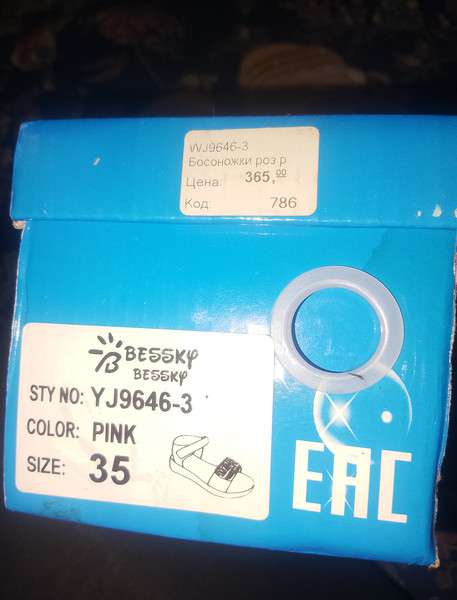 WJ9646-3
Босоножки роз р
Цена: 365,00
Код: 786
BESSKY
BESSKY
STY NO: YJ9646-3
COLOR: PINK
SIZE: 35
EAC